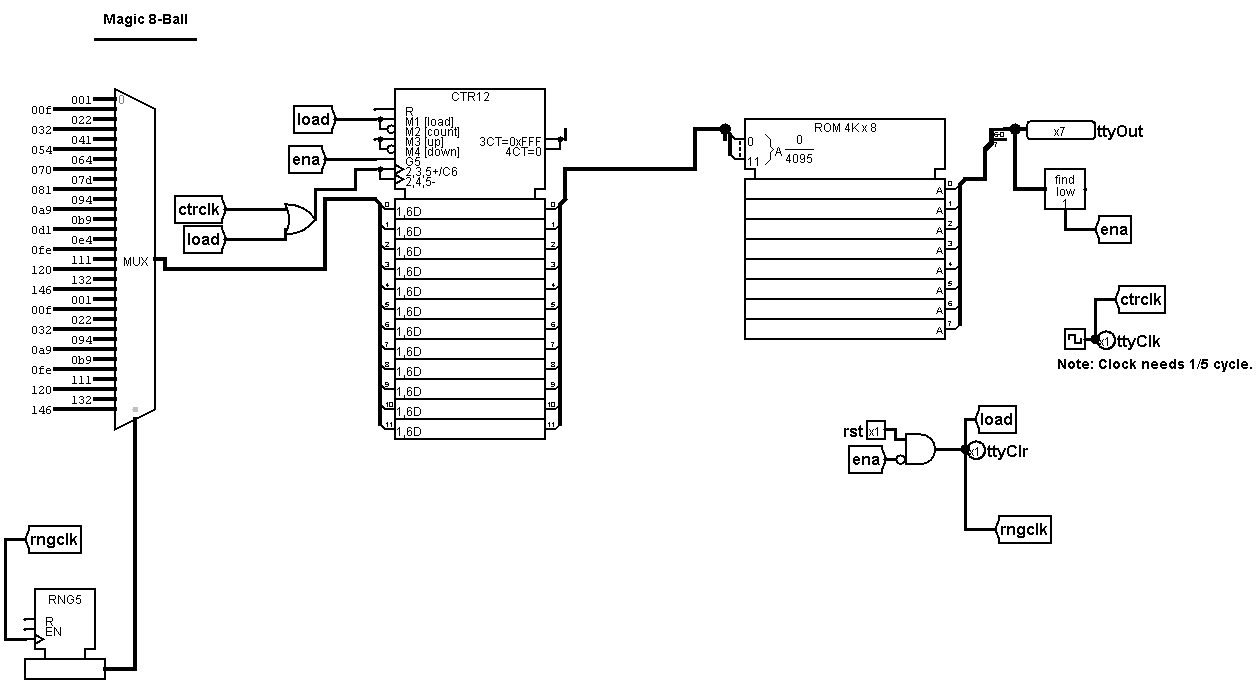 Magic 8-Ball
001
00f
022
032
041
054
064
070
07d
081
094
0a9
0b9
0d1
0e4
0fe
111
120
132
146
001
00f
022
032
094
0a9
0b9
0fe
111
120
132
146
0
MUX
rngclk
RNG5
R
EN
ctrclk
load
load
ena
CTR12
R
M1 [load]
M2 [count]
M3 [up]
M4 [down]
G5
2,3,5+/C6
2,4,5-
3CT=0xFFF
4CT=0
0 1,6D 0
1 1,6D 1
2 1,6D 2
3 1,6D 3
4 1,6D 4
5 1,6D 5
6 1,6D 6
7 1,6D 7
8 1,6D 8
9 1,6D 9
10 1,6D 10
11 1,6D 11
ROM 4K x 8
0
11
A
0
4095
A 0
A 1
A 2
A 3
A 4
A 5
A 6
A 7
0-6
7
x7 ttyOut
find
low
1
ena
ctrclk
x1 ttyClk
Note: Clock needs 1/5 cycle.
rst x1
ena
load
x1 ttyClr
rngclk